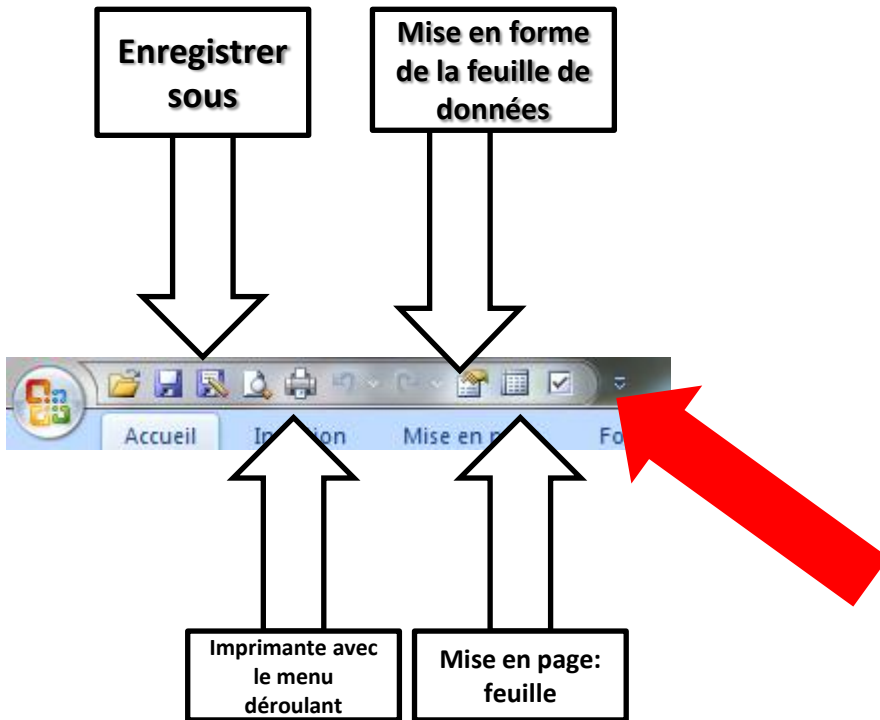 Enregistrer
sous
Mise en forme
de la feuille de
données
Accueil
Mise en
Imprimante avec
le menu
déroulant
Mise en page:
feuille